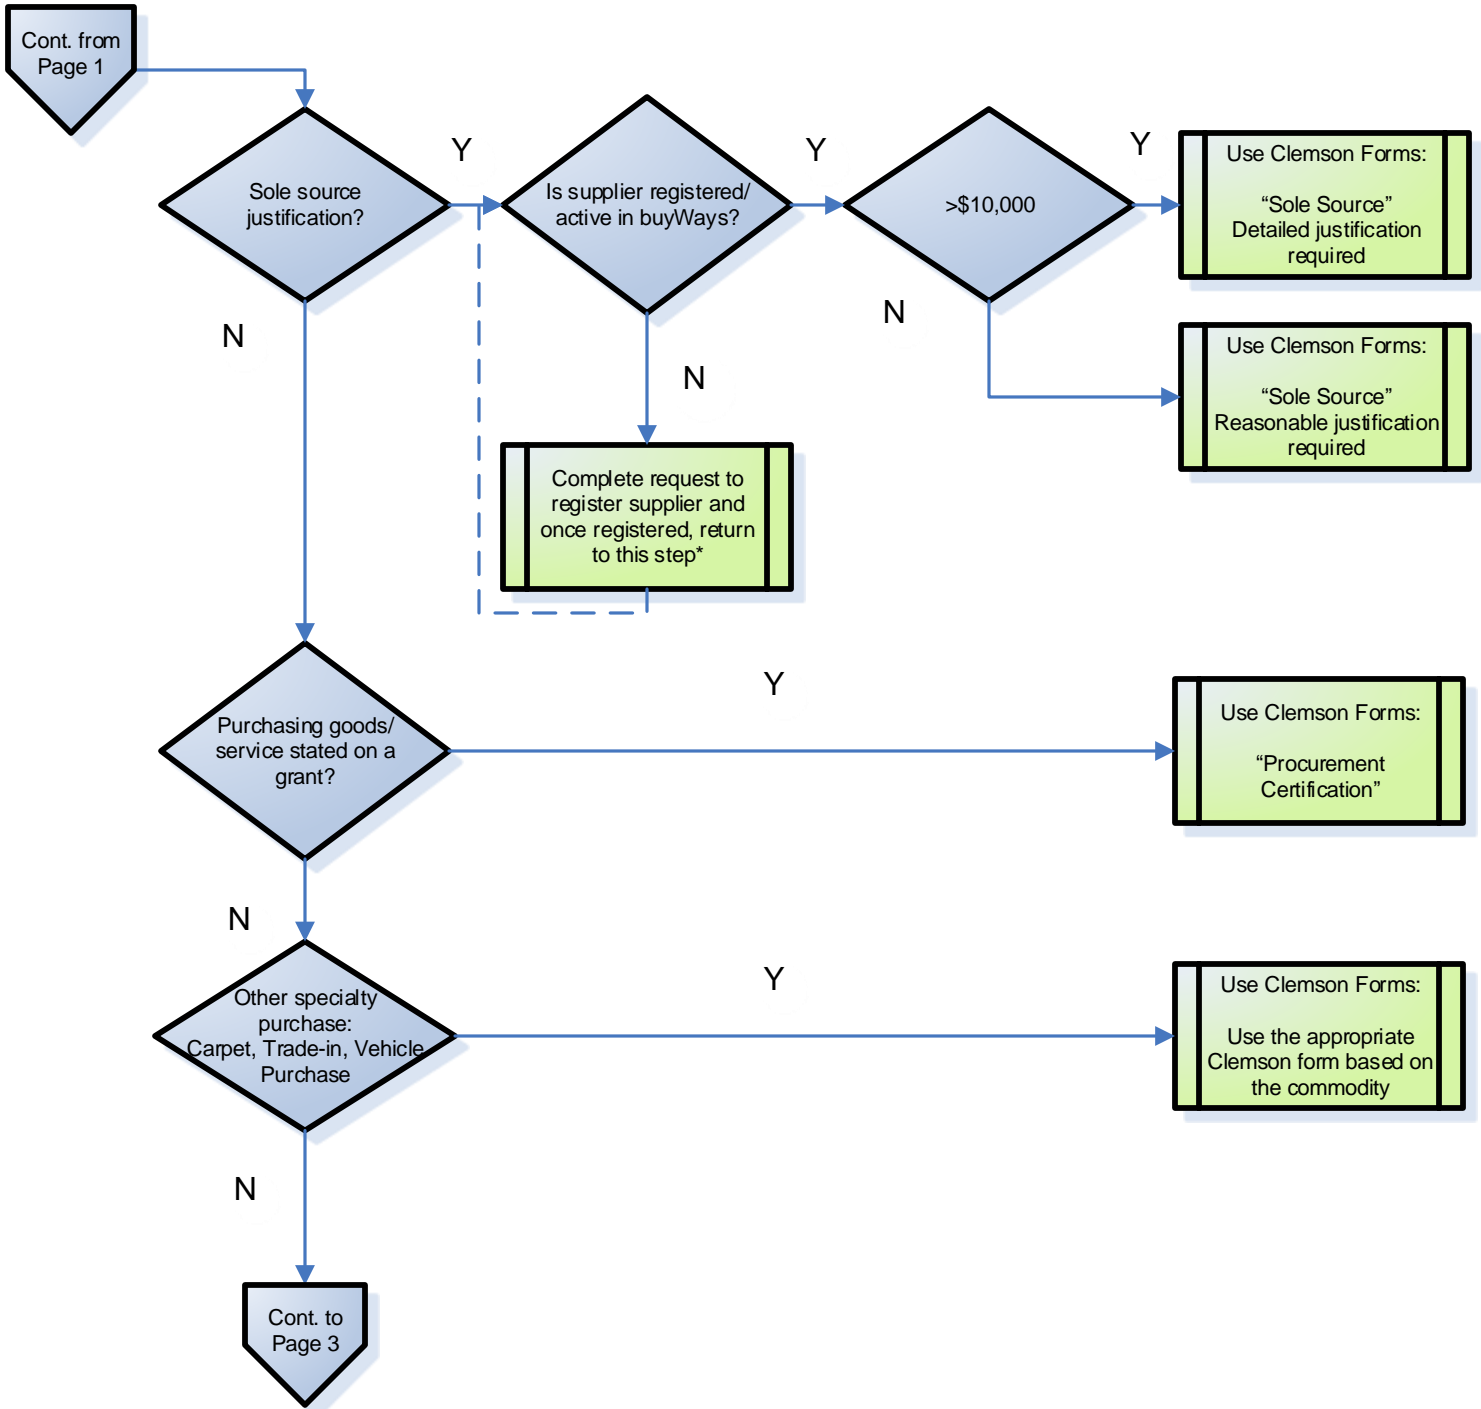 Cont. from
Page 1
Sole source
justification?
Y
Is supplier registered/
active in buyWays?
Y
>$10,000
Y
Use Clemson Forms:
“Sole Source”
Detailed justification
required
N
Use Clemson Forms:
“Sole Source”
Reasonable justification
required
N
Complete request to
register supplier and
once registered, return
to this step*
N
Purchasing goods/
service stated on a
grant?
Y
Use Clemson Forms:
“Procurement
Certification”
N
Other specialty
purchase:
Carpet, Trade-in, Vehicle
Purchase
Y
Use Clemson Forms:
Use the appropriate
Clemson form based on
the commodity
N
Cont. to
Page 3